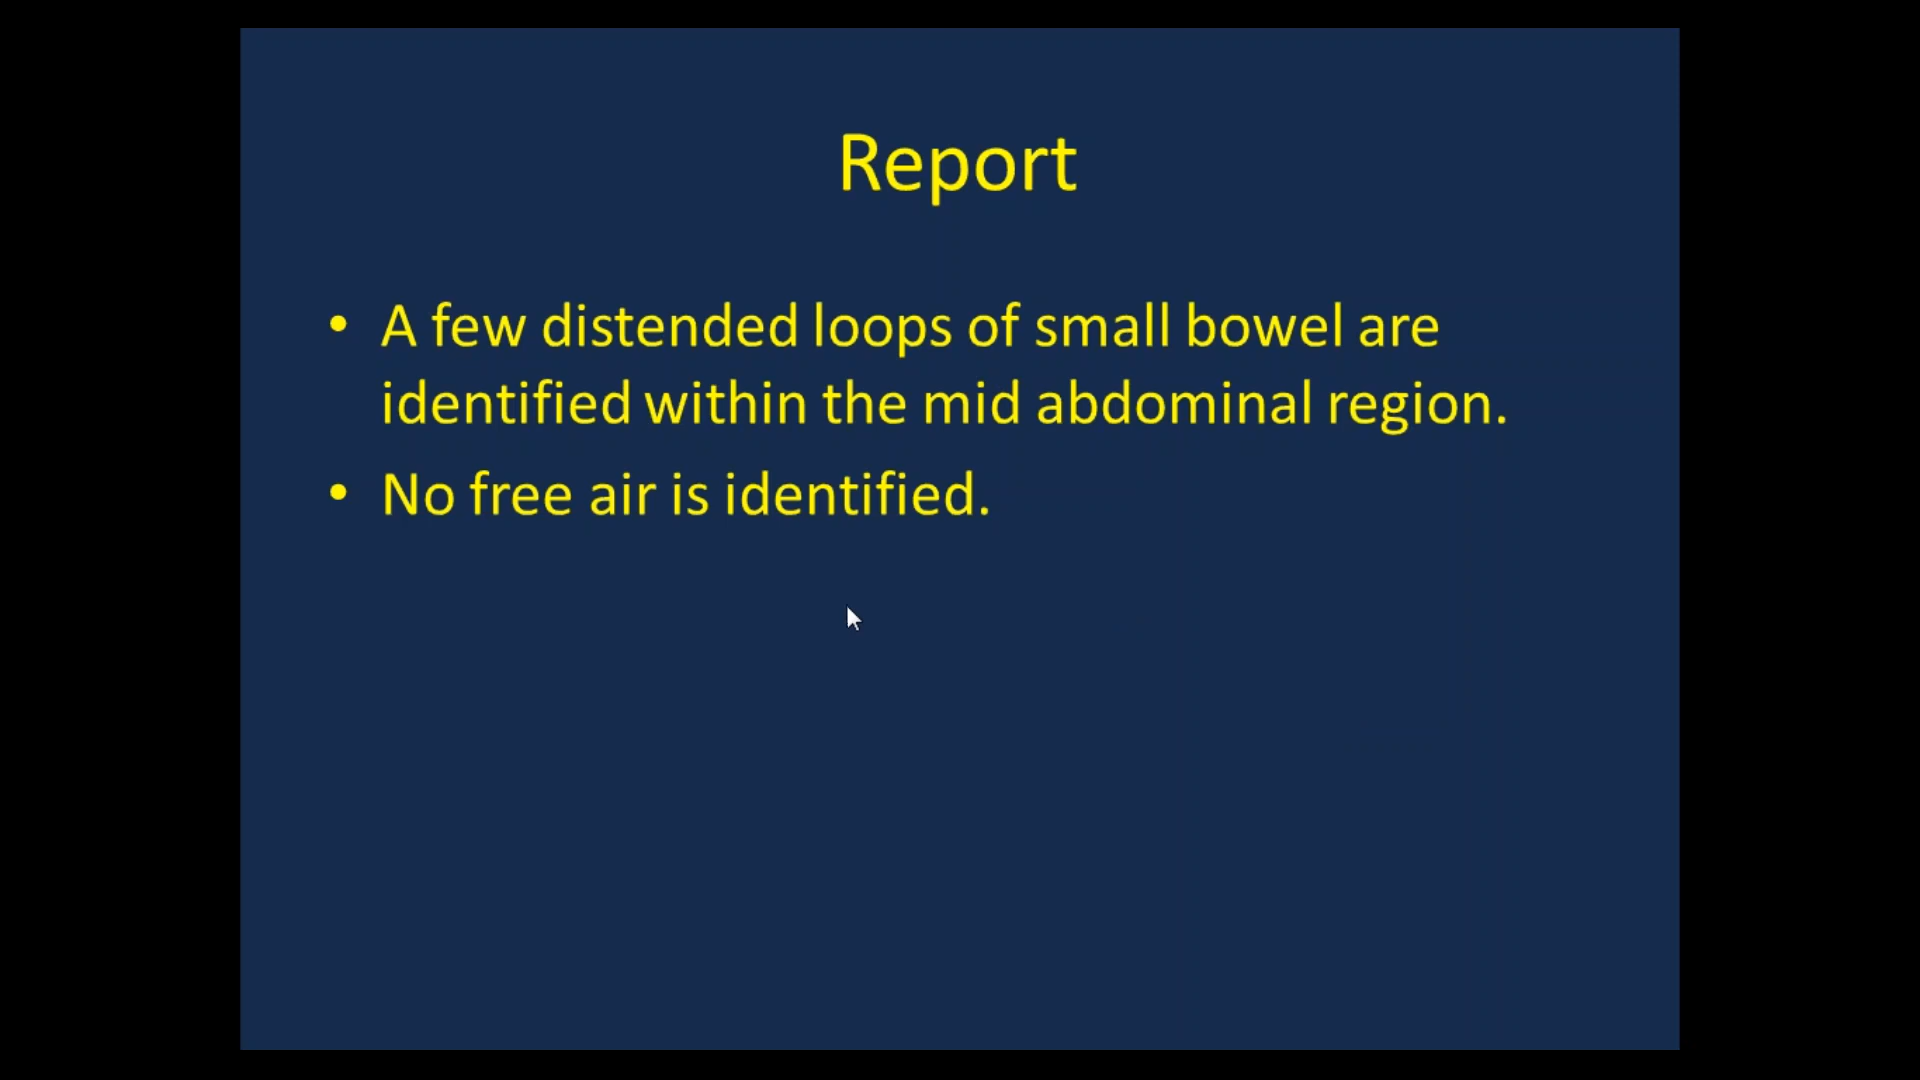 Report
• A few distended loops of small bowel are
identified within the mid abdominal region.
• No free air is identified.